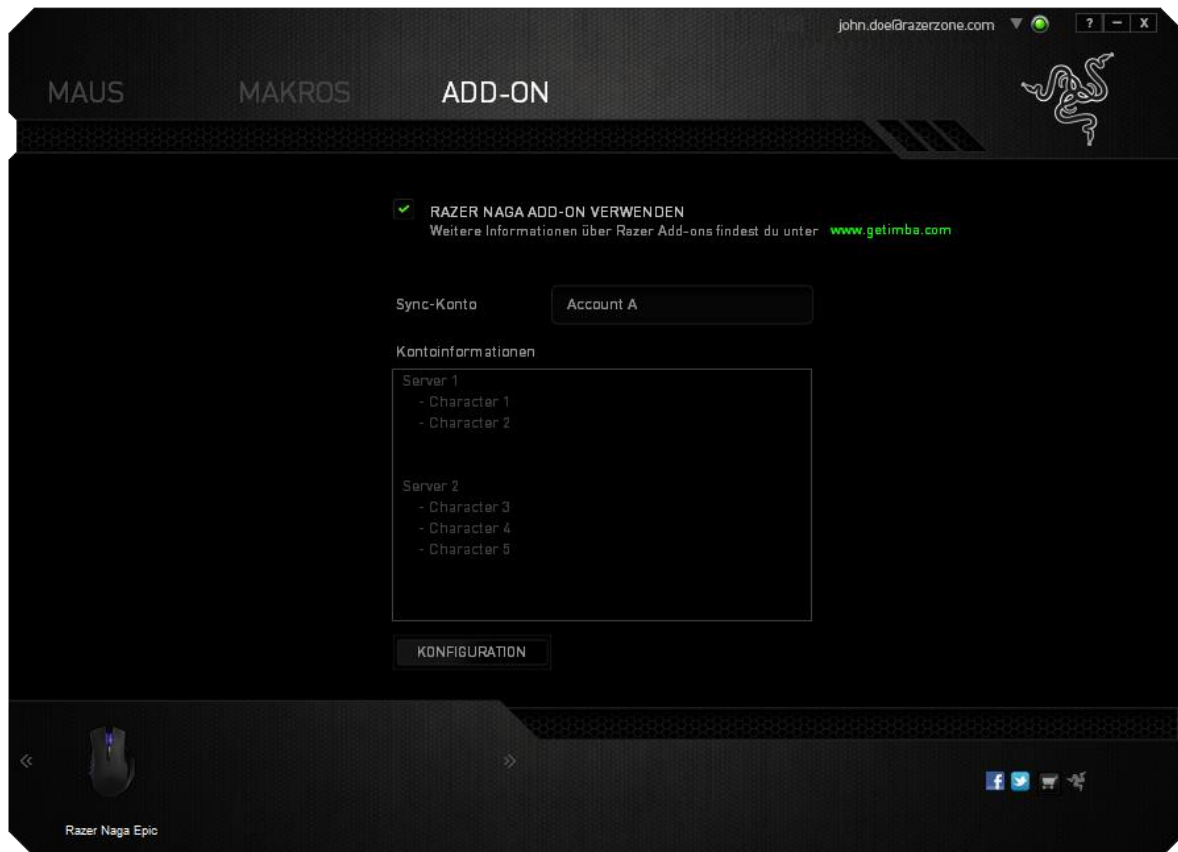 john.doe@razerzone.com
? – X
MAUS MAKROS ADD-ON
RAZER NAGA ADD-ON VERWENDEN
Weitere Informationen über Razer Add-ons findest du unter www.getimba.com
Sync-Konto Account A
Kontoinformationen
Server 1
- Character 1
- Character 2
Server 2
- Character 3
- Character 4
- Character 5
KONFIGURATION
Razer Naga Epic